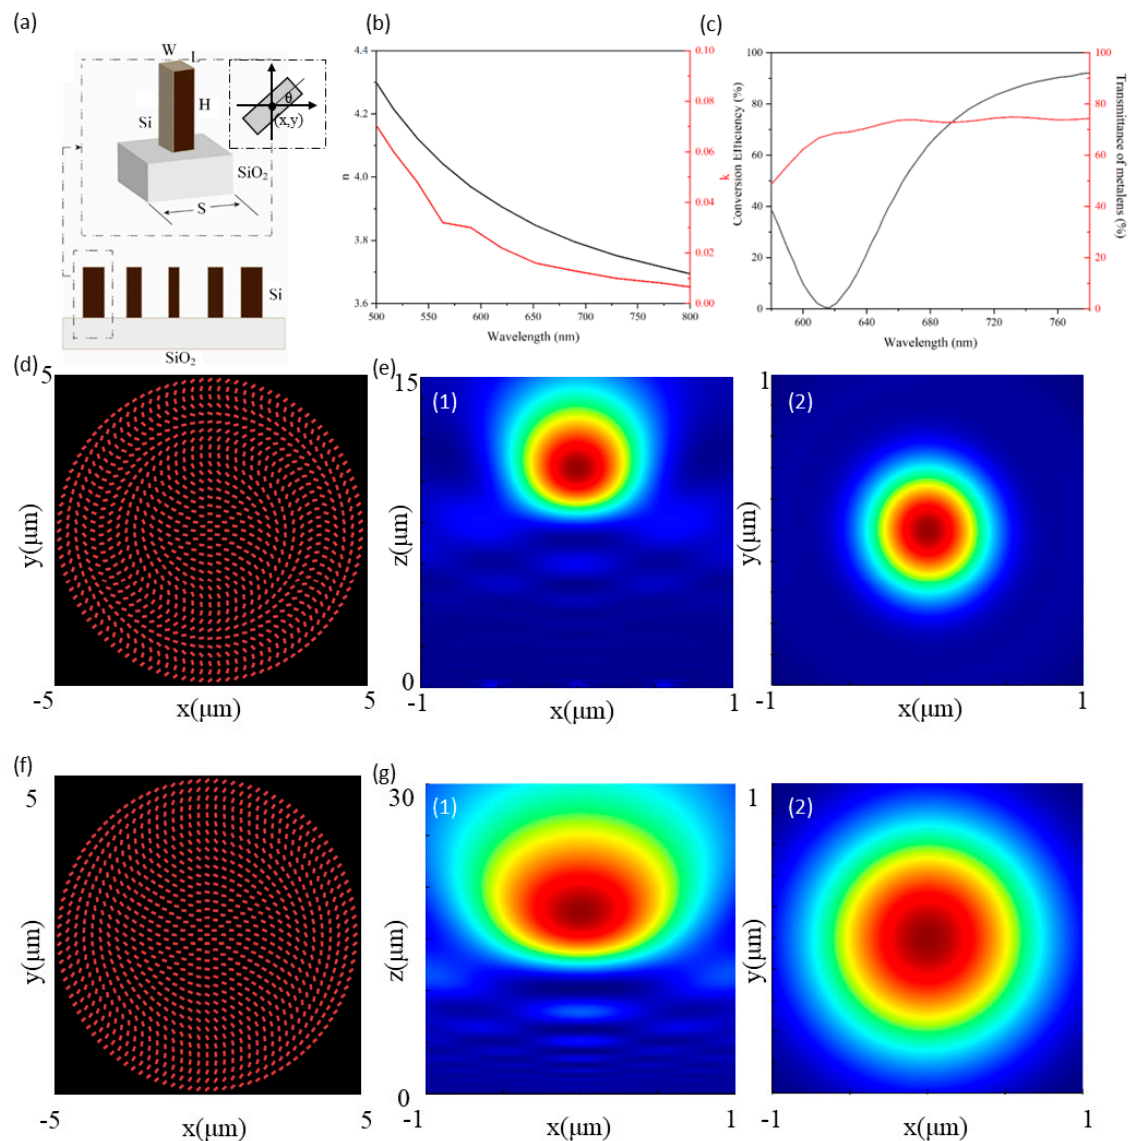 (a)
W
L
H
Si
SiO₂
S
θ
(x,y)
Si
SiO₂
(b)
4.4
4.2
4.0
3.8
3.6
n
0.10
0.08
0.06
0.04
0.02
0.00
k
500 550 600 650 700 750 800
Wavelength (nm)
(c)
100
80
60
40
20
0
Conversion Efficiency (%)
100
80
60
40
20
0
Transmittance of metalens (%)
600 640 680 720 760
Wavelength (nm)
(d)
5
y(μm)
-5 5
x(μm)
(e)
15
(1)
z(μm)
0
-1 1
x(μm)
1
(2)
y(μm)
-1 1
x(μm)
(f)
5
y(μm)
-5 5
x(μm)
(g)
30
(1)
z(μm)
0
-1 1
x(μm)
1
(2)
y(μm)
-1 1
x(μm)